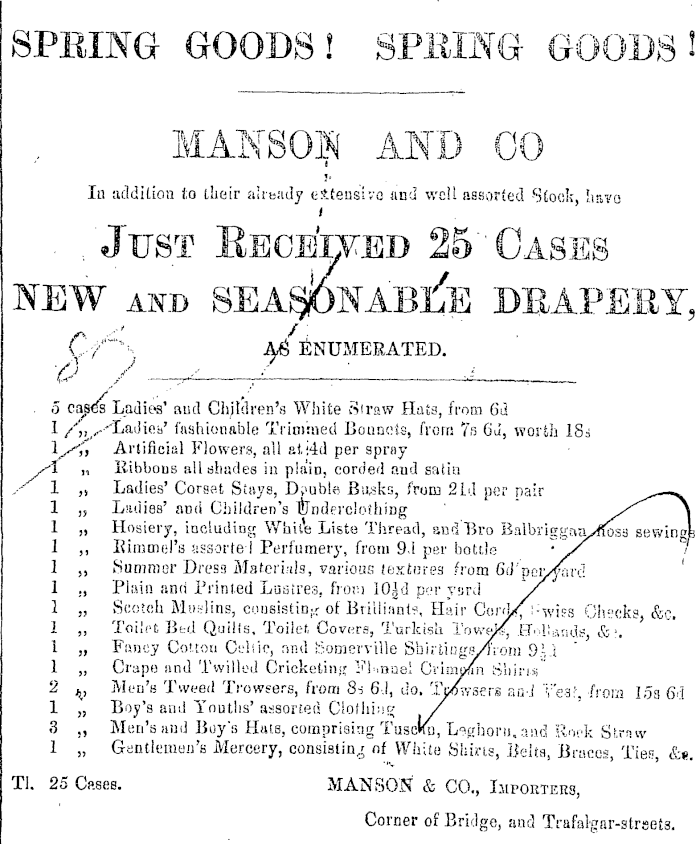 SPRING GOODS! SPRING GOODS!
MANSON AND CO
In addition to their already extensive and well assorted Stock, have
JUST RECEIVED 25 CASES
NEW AND SEASONABLE DRAPERY,
AS ENUMERATED.
5 cases Ladies' and Children's White Straw Hats, from 6d
1 „ Ladies' fashionable Trimmed Bonnets, from 7s 6d, worth 18s
1 „ Artificial Flowers, all at 4d per spray
1 „ Ribbons all shades in plain, corded and satin
1 „ Ladies' Corset Stays, Double Busks, from 21d per pair
1 „ Ladies' and Children's Underclothing
1 „ Hosiery, including White Liste Thread, and Bro Balbriggan floss sewings
1 „ Rimmel's assorted Perfumery, from 9d per bottle
1 „ Summer Dress Materials, various textures from 6d per yard
1 „ Plain and Printed Lustres, from 10½d per yard
1 „ Scotch Muslins, consisting of Brilliants, Hair Cords, Swiss Checks, &c.
1 „ Toilet Bed Quilts, Toilet Covers, Turkish Towels, Hollands, &c.
1 „ Fancy Cotton Celtic, and Somerville Shirtings, from 9½d
1 „ Crape and Twilled Cricketing Flannel Crimean Shirts
2 „ Men's Tweed Trowsers, from 8s 6d, do. Trowsers and Vest, from 15s 6d
1 „ Boy's and Youths' assorted Clothing
3 „ Men's and Boy's Hats, comprising Tuscan, Leghorn, and Rock Straw
1 „ Gentlemen's Mercery, consisting of White Shirts, Belts, Braces, Ties, &c.
Tl. 25 Cases. MANSON & CO., IMPORTERS,
Corner of Bridge, and Trafalgar-streets.